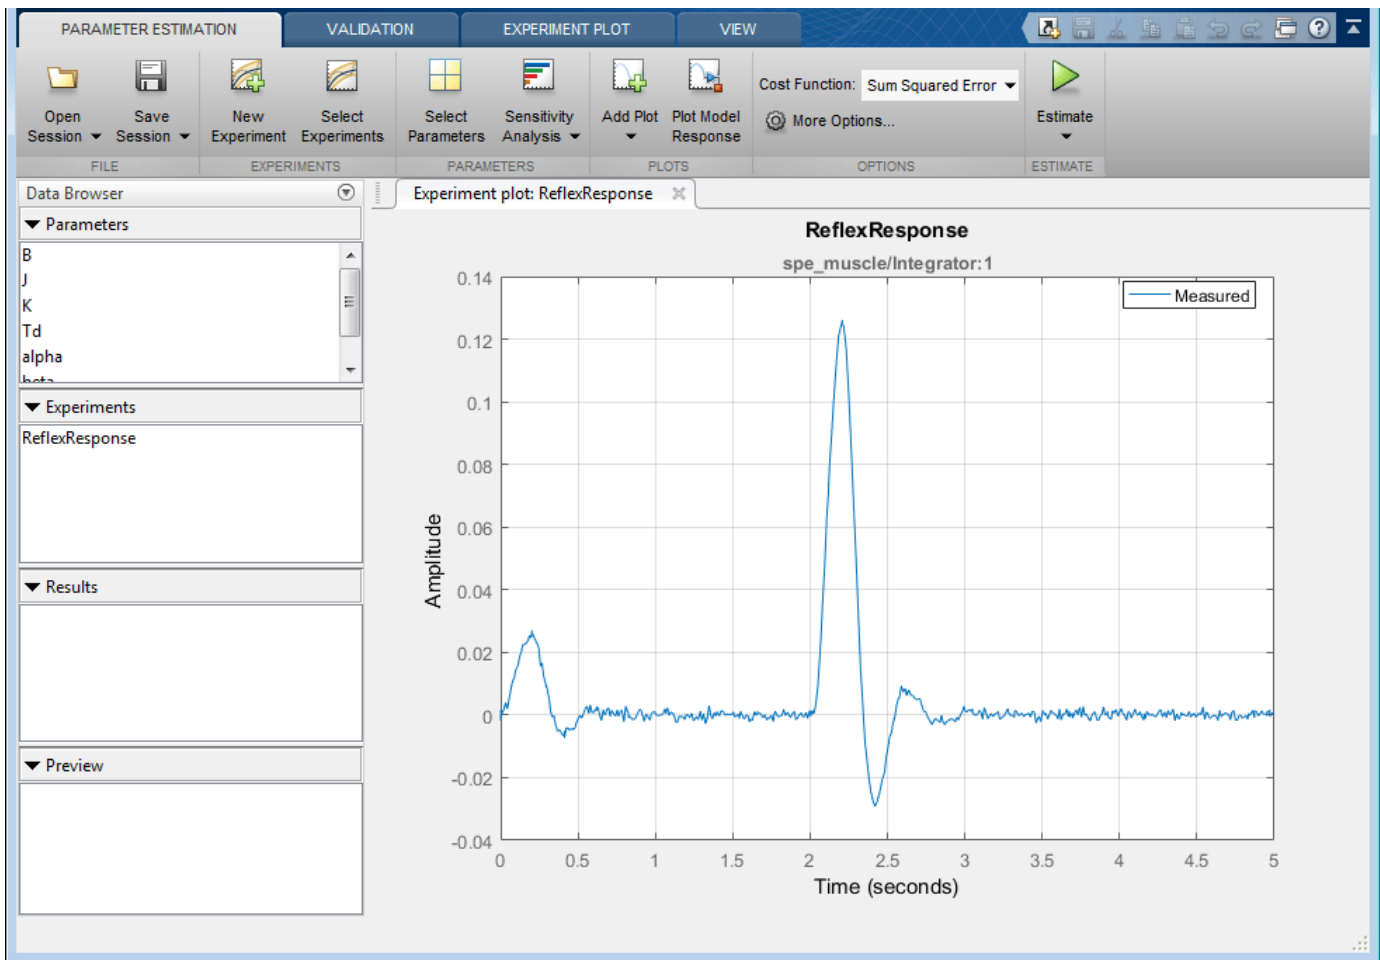 PARAMETER ESTIMATION VALIDATION EXPERIMENT PLOT VIEW
Open Session Save Session New Experiment Select Experiments Select Parameters Sensitivity Analysis Add Plot Plot Model Response Cost Function: Sum Squared Error Estimate
More Options...
FILE EXPERIMENTS PARAMETERS PLOTS OPTIONS ESTIMATE
Data Browser
Experiment plot: ReflexResponse
Parameters
B
J
K
Td
alpha
beta
Experiments
ReflexResponse
Results
Preview
ReflexResponse
spe_muscle/Integrator:1
Measured
Amplitude
0.14
0.12
0.1
0.08
0.06
0.04
0.02
0
-0.02
-0.04
0 0.5 1 1.5 2 2.5 3 3.5 4 4.5 5
Time (seconds)